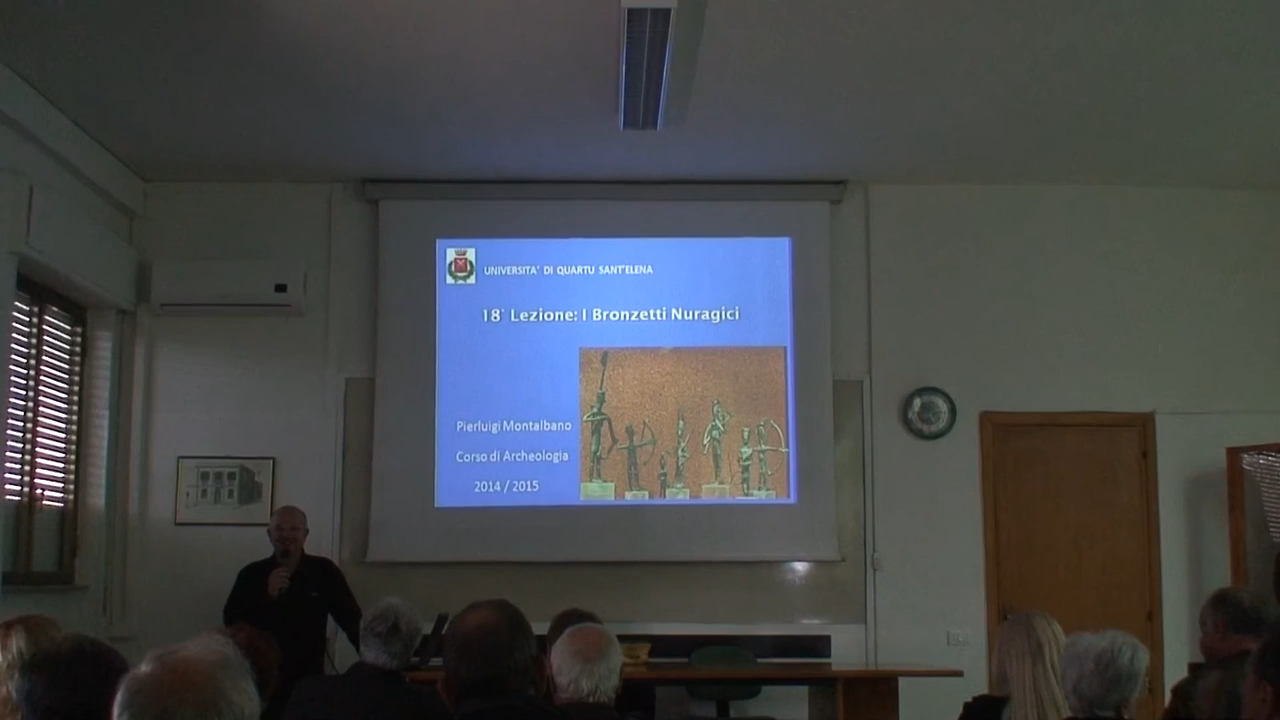 UNIVERSITA' DI QUARTU SANT'ELENA
18° Lezione: I Bronzetti Nuragici
Pierluigi Montalbano
Corso di Archeologia
2014 / 2015